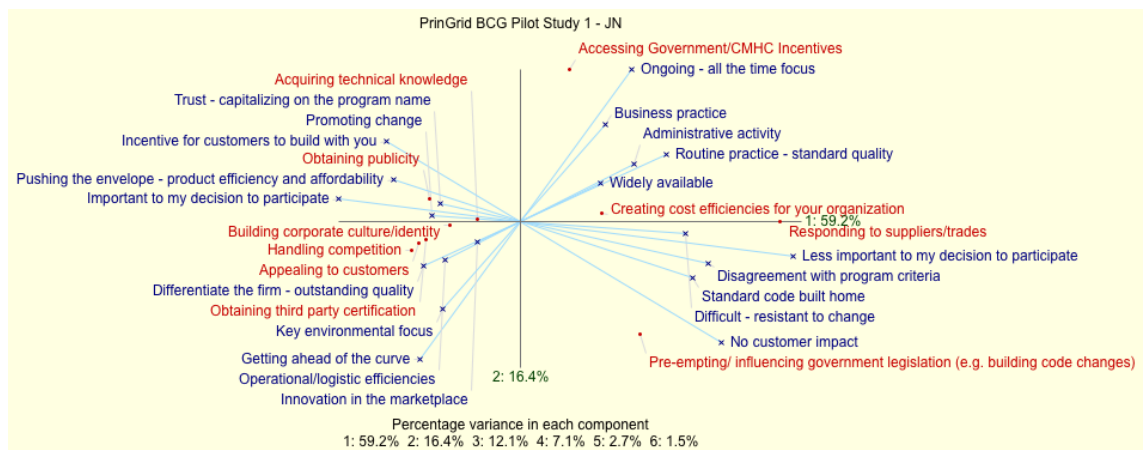 PrinGrid BCG Pilot Study 1 - JN
Accessing Government/CMHC Incentives
Ongoing - all the time focus
Acquiring technical knowledge
Trust - capitalizing on the program name
Business practice
Promoting change
Administrative activity
Incentive for customers to build with you
Routine practice - standard quality
Obtaining publicity
Pushing the envelope - product efficiency and affordability
Widely available
Important to my decision to participate
Creating cost efficiencies for your organization
1: 59.2%
Building corporate culture/identity
Responding to suppliers/trades
Handling competition
Less important to my decision to participate
Appealing to customers
Disagreement with program criteria
Differentiate the firm - outstanding quality
Standard code built home
Obtaining third party certification
Difficult - resistant to change
Key environmental focus
No customer impact
Getting ahead of the curve
Pre-empting/ influencing government legislation (e.g. building code changes)
Operational/logistic efficiencies
2: 16.4%
Innovation in the marketplace
Percentage variance in each component
1: 59.2% 2: 16.4% 3: 12.1% 4: 7.1% 5: 2.7% 6: 1.5%